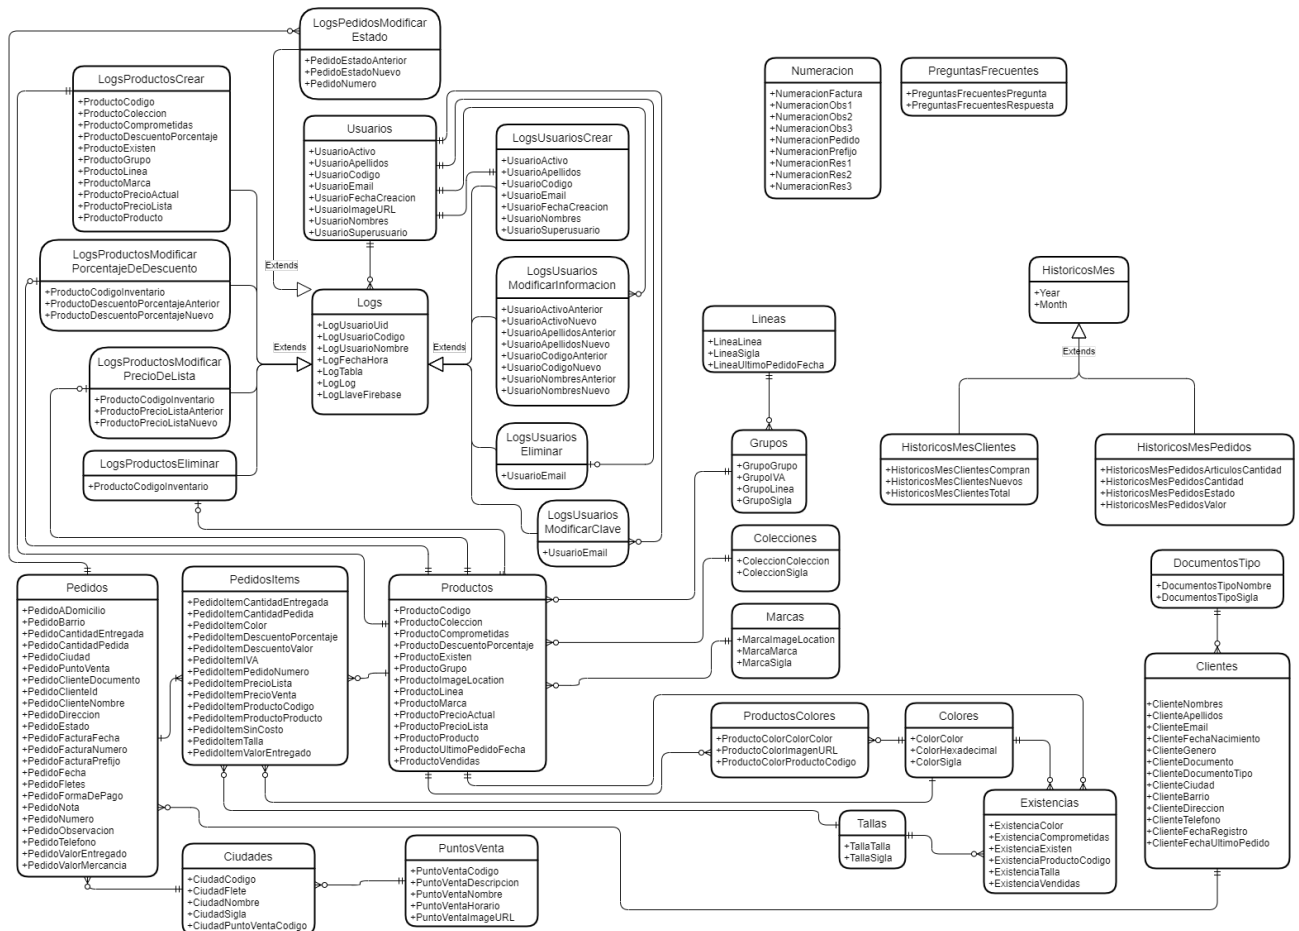 LogsPedidosModificar
Estado
+PedidoEstadoAnterior
+PedidoEstadoNuevo
+PedidoNumero
LogsProductosCrear
+ProductoCodigo
+ProductoColeccion
+ProductoComprometidas
+ProductoDescuentoPorcentaje
+ProductoExisten
+ProductoGrupo
+ProductoLinea
+ProductoMarca
+ProductoPrecioActual
+ProductoPrecioLista
+ProductoProducto
Usuarios
+UsuarioActivo
+UsuarioApellidos
+UsuarioCodigo
+UsuarioEmail
+UsuarioFechaCreacion
+UsuarioImageURL
+UsuarioNombres
+UsuarioSuperusuario
LogsUsuariosCrear
+UsuarioActivo
+UsuarioApellidos
+UsuarioCodigo
+UsuarioEmail
+UsuarioFechaCreacion
+UsuarioNombres
+UsuarioSuperusuario
Numeracion
+NumeracionFactura
+NumeracionObs1
+NumeracionObs2
+NumeracionObs3
+NumeracionPedido
+NumeracionPrefijo
+NumeracionRes1
+NumeracionRes2
+NumeracionRes3
PreguntasFrecuentes
+PreguntasFrecuentesPregunta
+PreguntasFrecuentesRespuesta
LogsProductosModificar
PorcentajeDeDescuento
+ProductoCodigoInventario
+ProductoDescuentoPorcentajeAnterior
+ProductoDescuentoPorcentajeNuevo
Extends
Logs
+LogUsuarioUid
+LogUsuarioCodigo
+LogUsuarioNombre
+LogFechaHora
+LogTabla
+LogLog
+LogLlaveFirebase
Extends
Extends
LogsUsuarios
ModificarInformacion
+UsuarioActivoAnterior
+UsuarioActivoNuevo
+UsuarioApellidosAnterior
+UsuarioApellidosNuevo
+UsuarioCodigoAnterior
+UsuarioCodigoNuevo
+UsuarioNombresAnterior
+UsuarioNombresNuevo
HistoricosMes
+Year
+Month
Extends
Lineas
+LineaLinea
+LineaSigla
+LineaUltimoPedidoFecha
LogsProductosModificar
PrecioDeLista
+ProductoCodigoInventario
+ProductoPrecioListaAnterior
+ProductoPrecioListaNuevo
LogsProductosEliminar
+ProductoCodigoInventario
LogsUsuarios
Eliminar
+UsuarioEmail
LogsUsuarios
ModificarClave
+UsuarioEmail
Grupos
+GrupoGrupo
+GrupoIVA
+GrupoLinea
+GrupoSigla
HistoricosMesClientes
+HistoricosMesClientesCompran
+HistoricosMesClientesNuevos
+HistoricosMesClientesTotal
HistoricosMesPedidos
+HistoricosMesPedidosArticulosCantidad
+HistoricosMesPedidosCantidad
+HistoricosMesPedidosEstado
+HistoricosMesPedidosValor
Colecciones
+ColeccionColeccion
+ColeccionSigla
Marcas
+MarcaImageLocation
+MarcaMarca
+MarcaSigla
DocumentosTipo
+DocumentosTipoNombre
+DocumentosTipoSigla
Pedidos
+PedidoADomicilio
+PedidoBarrio
+PedidoCantidadEntregada
+PedidoCantidadPedida
+PedidoCiudad
+PedidoPuntoVenta
+PedidoClienteDocumento
+PedidoClienteId
+PedidoClienteNombre
+PedidoDireccion
+PedidoEstado
+PedidoFacturaFecha
+PedidoFacturaNumero
+PedidoFacturaPrefijo
+PedidoFecha
+PedidoFletes
+PedidoFormaDePago
+PedidoNota
+PedidoNumero
+PedidoObservacion
+PedidoTelefono
+PedidoValorEntregado
+PedidoValorMercancia
PedidosItems
+PedidoItemCantidadEntregada
+PedidoItemCantidadPedida
+PedidoItemColor
+PedidoItemDescuentoPorcentaje
+PedidoItemDescuentoValor
+PedidoItemIVA
+PedidoItemPedidoNumero
+PedidoItemPrecioLista
+PedidoItemPrecioVenta
+PedidoItemProductoCodigo
+PedidoItemProductoProducto
+PedidoItemSinCosto
+PedidoItemTalla
+PedidoItemValorEntregado
Productos
+ProductoCodigo
+ProductoColeccion
+ProductoComprometidas
+ProductoDescuentoPorcentaje
+ProductoExisten
+ProductoGrupo
+ProductoImageLocation
+ProductoLinea
+ProductoMarca
+ProductoPrecioActual
+ProductoPrecioLista
+ProductoProducto
+ProductoUltimoPedidoFecha
+ProductoVendidas
ProductosColores
+ProductoColorColorColor
+ProductoColorImagenURL
+ProductoColorProductoCodigo
Colores
+ColorColor
+ColorHexadecimal
+ColorSigla
Clientes
+ClienteNombres
+ClienteApellidos
+ClienteEmail
+ClienteFechaNacimiento
+ClienteGenero
+ClienteDocumento
+ClienteDocumentoTipo
+ClienteCiudad
+ClienteBarrio
+ClienteDireccion
+ClienteTelefono
+ClienteFechaRegistro
+ClienteFechaUltimoPedido
Tallas
+TallaTalla
+TallaSigla
Existencias
+ExistenciaColor
+ExistenciaComprometidas
+ExistenciaExisten
+ExistenciaProductoCodigo
+ExistenciaTalla
+ExistenciaVendidas
Ciudades
+CiudadCodigo
+CiudadFlete
+CiudadNombre
+CiudadSigla
+CiudadPuntoVentaCodigo
PuntosVenta
+PuntoVentaCodigo
+PuntoVentaDescripcion
+PuntoVentaNombre
+PuntoVentaHorario
+PuntoVentaImageURL